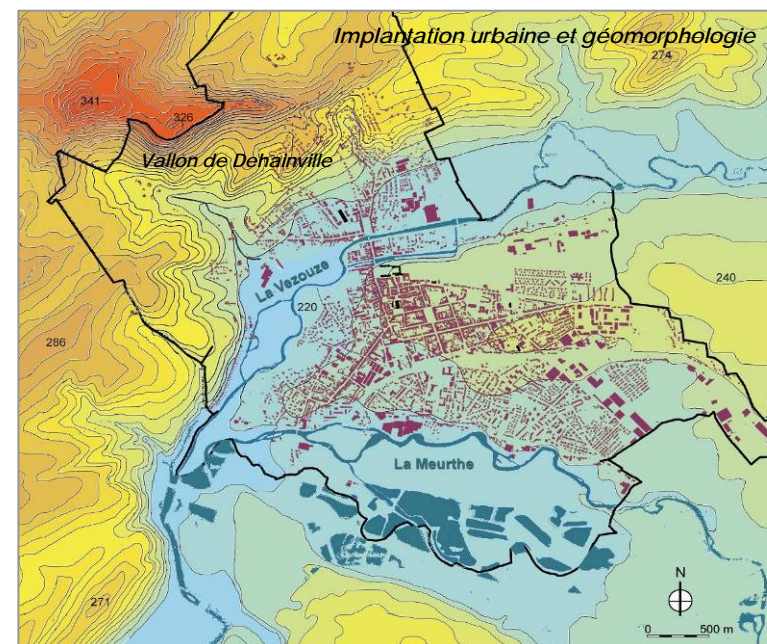 Implantation urbaine et géomorphologie
274
341
326
Vallon de Dehainville
La Vezouze
240
220
286
La Meurthe
271
N
0 500 m